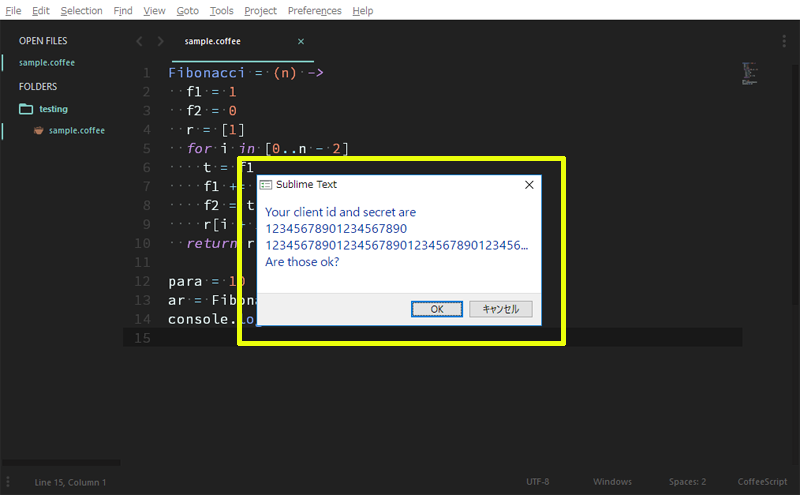 File Edit Selection Find View Goto Tools Project Preferences Help
OPEN FILES
sample.coffee
FOLDERS
testing
sample.coffee
sample.coffee
1 Fibonacci = (n) ->
2 f1 = 1
3 f2 = 0
4 r = [1]
5 for i in [0..n - 2]
6 t = f1
7 f1 +=
8 f2 = t
9 r[i +
10 return r
11
12 para = 10
13 ar = Fibona
14 console.log
15
Sublime Text
Your client id and secret are
12345678901234567890
123456789012345678901234567890123456...
Are those ok?
OK キャンセル
Line 15, Column 1 UTF-8 Windows Spaces: 2 CoffeeScript